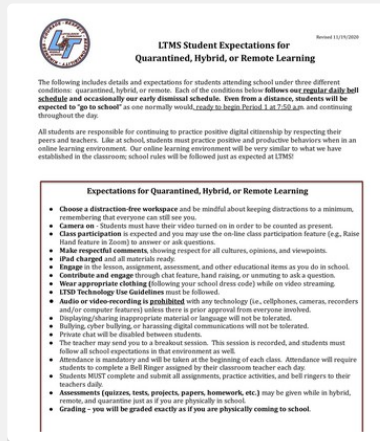 Revised 11/19/2020
LTMS Student Expectations for
Quarantined, Hybrid, or Remote Learning
The following includes details and expectations for students attending school under three different
conditions: quarantined, hybrid, or remote. Each of the conditions below follows our regular daily bell
schedule and occasionally our early dismissal schedule. Even from a distance, students will be
expected to "go to school" as one normally would, ready to begin Period 1 at 7:50 a.m. and continuing
throughout the day.
All students are responsible for continuing to practice positive digital citizenship by respecting their
peers and teachers. Like at school, students must practice positive and productive behaviors when in an
online learning environment. Our online learning environment will be very similar to what we have
established in the classroom; school rules will be followed just as expected at LTMS!
Expectations for Quarantined, Hybrid, or Remote Learning
• Choose a distraction-free workspace and be mindful about keeping distractions to a minimum,
remembering that everyone can still see you.
• Camera on - Students must have their video turned on in order to be counted as present.
• Class participation is expected and you may use the on-line class participation feature (e.g., Raise
Hand feature in Zoom) to answer or ask questions.
• Make respectful comments, showing respect for all cultures, opinions, and viewpoints.
• iPad charged and all materials ready.
• Engage in the lesson, assignment, assessment, and other educational items as you do in school.
• Contribute and engage through chat feature, hand raising, or unmuting to ask a question.
• Wear appropriate clothing (following your school dress code) while on video streaming.
• LTSD Technology Use Guidelines must be followed.
• Audio or video-recording is prohibited with any technology (i.e., cellphones, cameras, recorders
and/or computer features) unless there is prior approval from everyone involved.
• Displaying/sharing inappropriate material or language will not be tolerated.
• Bullying, cyber bullying, or harassing digital communications will not be tolerated.
• Private chat will be disabled between students.
• The teacher may send you to a breakout session. This session is recorded, and students must
follow all school expectations in that environment as well.
• Attendance is mandatory and will be taken at the beginning of each class. Attendance will require
students to complete a Bell Ringer assigned by their classroom teacher each day.
• Students MUST complete and submit all assignments, practice activities, and bell ringers to their
teachers daily.
• Assessments (quizzes, tests, projects, papers, homework, etc.) may be given while in hybrid,
remote, and quarantine just as if you are physically in school.
• Grading – you will be graded exactly as if you are physically coming to school.